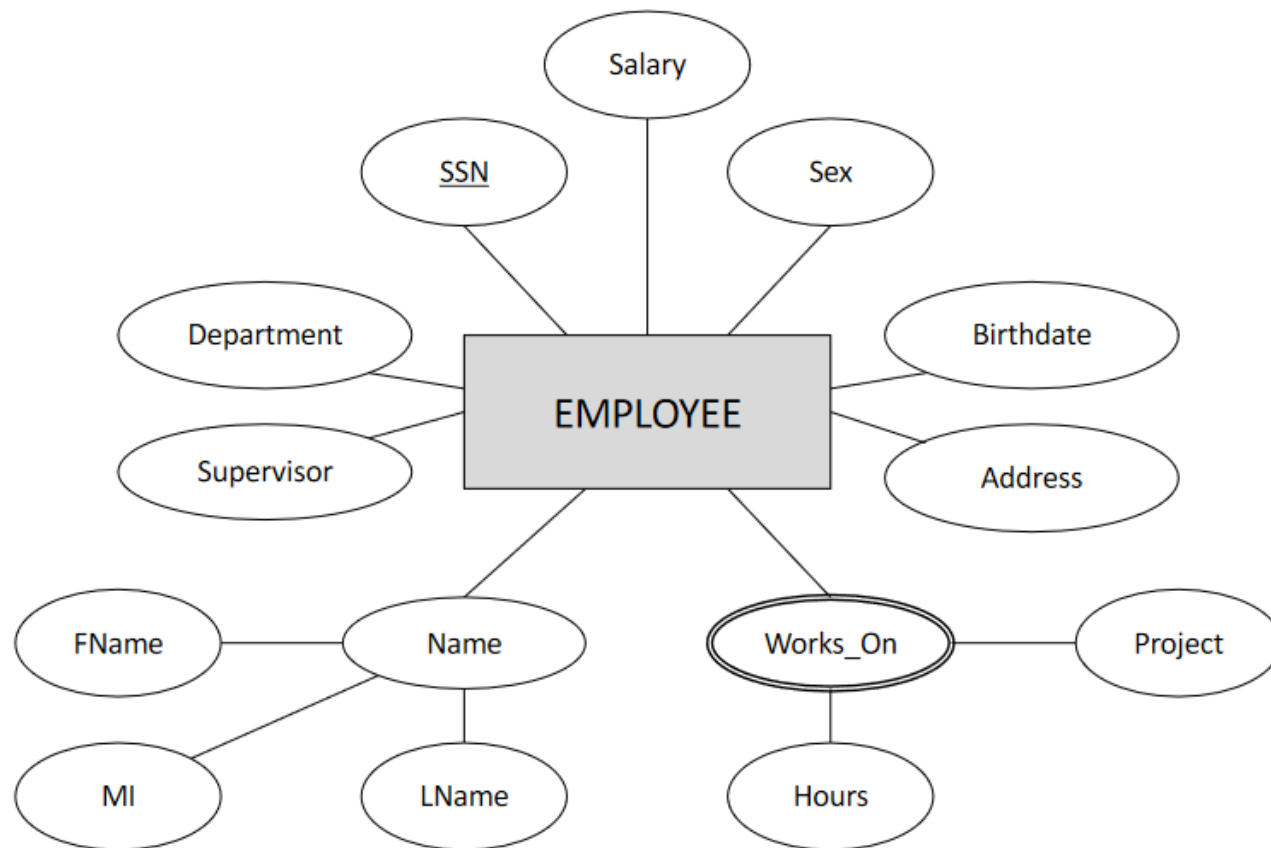 Salary
SSN
Sex
Department
Birthdate
EMPLOYEE
Supervisor
Address
FName
Name
Works_On
Project
MI
LName
Hours